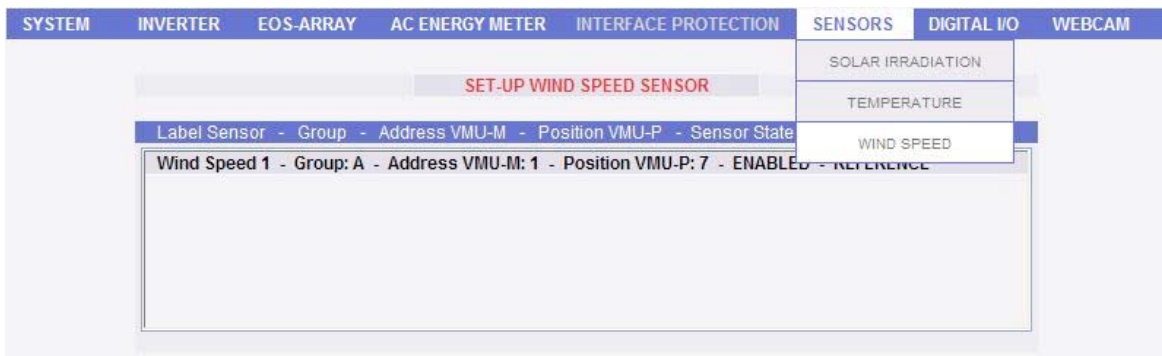 SYSTEM INVERTER EOS-ARRAY AC ENERGY METER INTERFACE PROTECTION SENSORS DIGITAL I/O WEBCAM
SOLAR IRRADIATION
TEMPERATURE
WIND SPEED
SET-UP WIND SPEED SENSOR
Label Sensor - Group - Address VMU-M - Position VMU-P - Sensor State
Wind Speed 1 - Group: A - Address VMU-M: 1 - Position VMU-P: 7 - ENABLED - REFERENCE